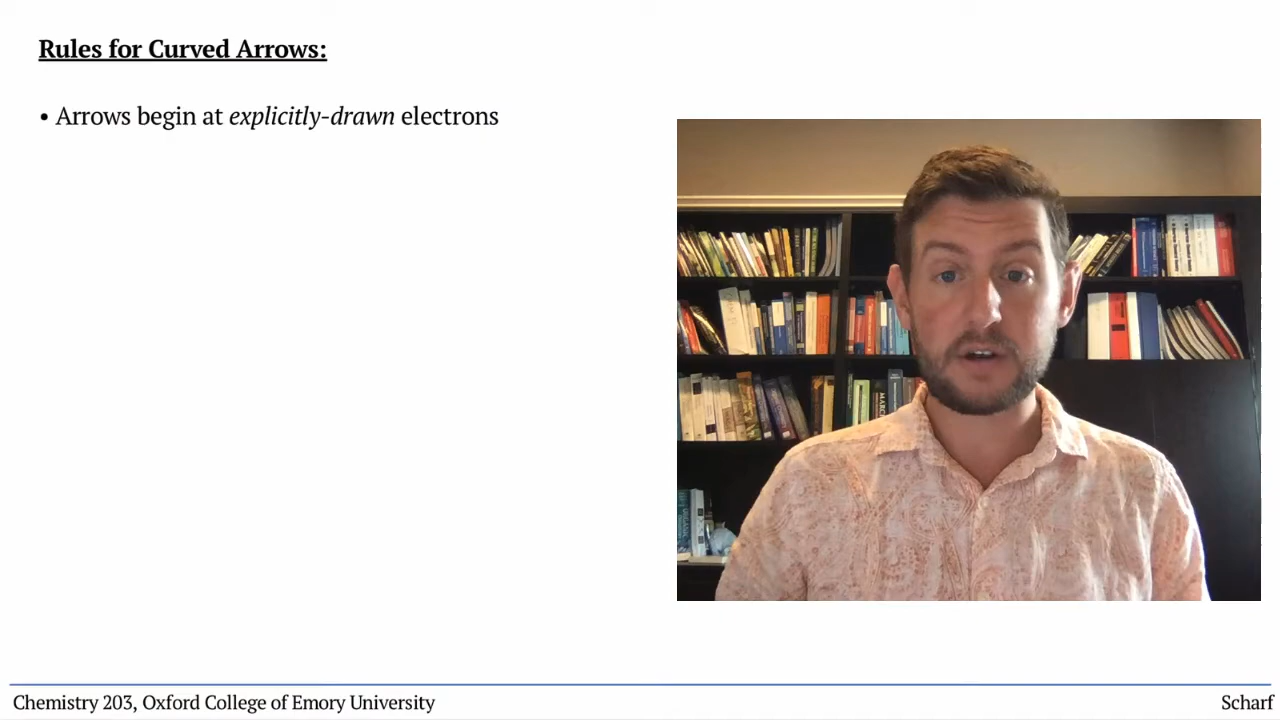 Rules for Curved Arrows:
• Arrows begin at explicitly-drawn electrons
Chemistry 203, Oxford College of Emory University
Scharf